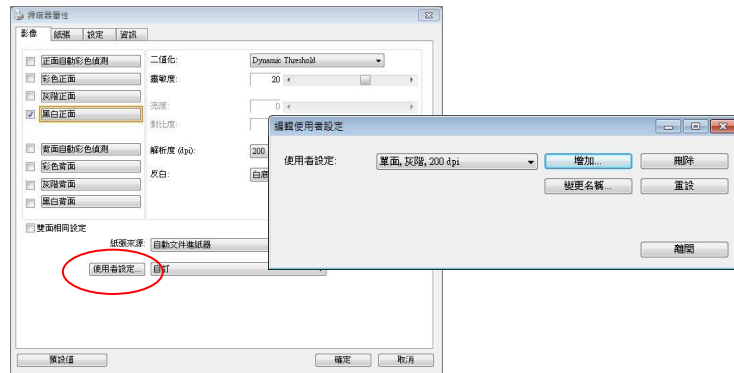 掃描器屬性
影像 紙張 設定 資訊
正面自動彩色偵測
彩色正面
灰階正面
黑白正面
背面自動彩色偵測
彩色背面
灰階背面
黑白背面
二值化: Dynamic Threshold
靈敏度: 20
亮度: 0
對比度:
解析度 (dpi): 200
反白: 白底
雙面相同設定
紙張來源: 自動文件進紙器
使用者設定... 自訂
預設值 確定 取消
編輯使用者設定
使用者設定: 單面, 灰階, 200 dpi 增加... 刪除
變更名稱... 重設
離開